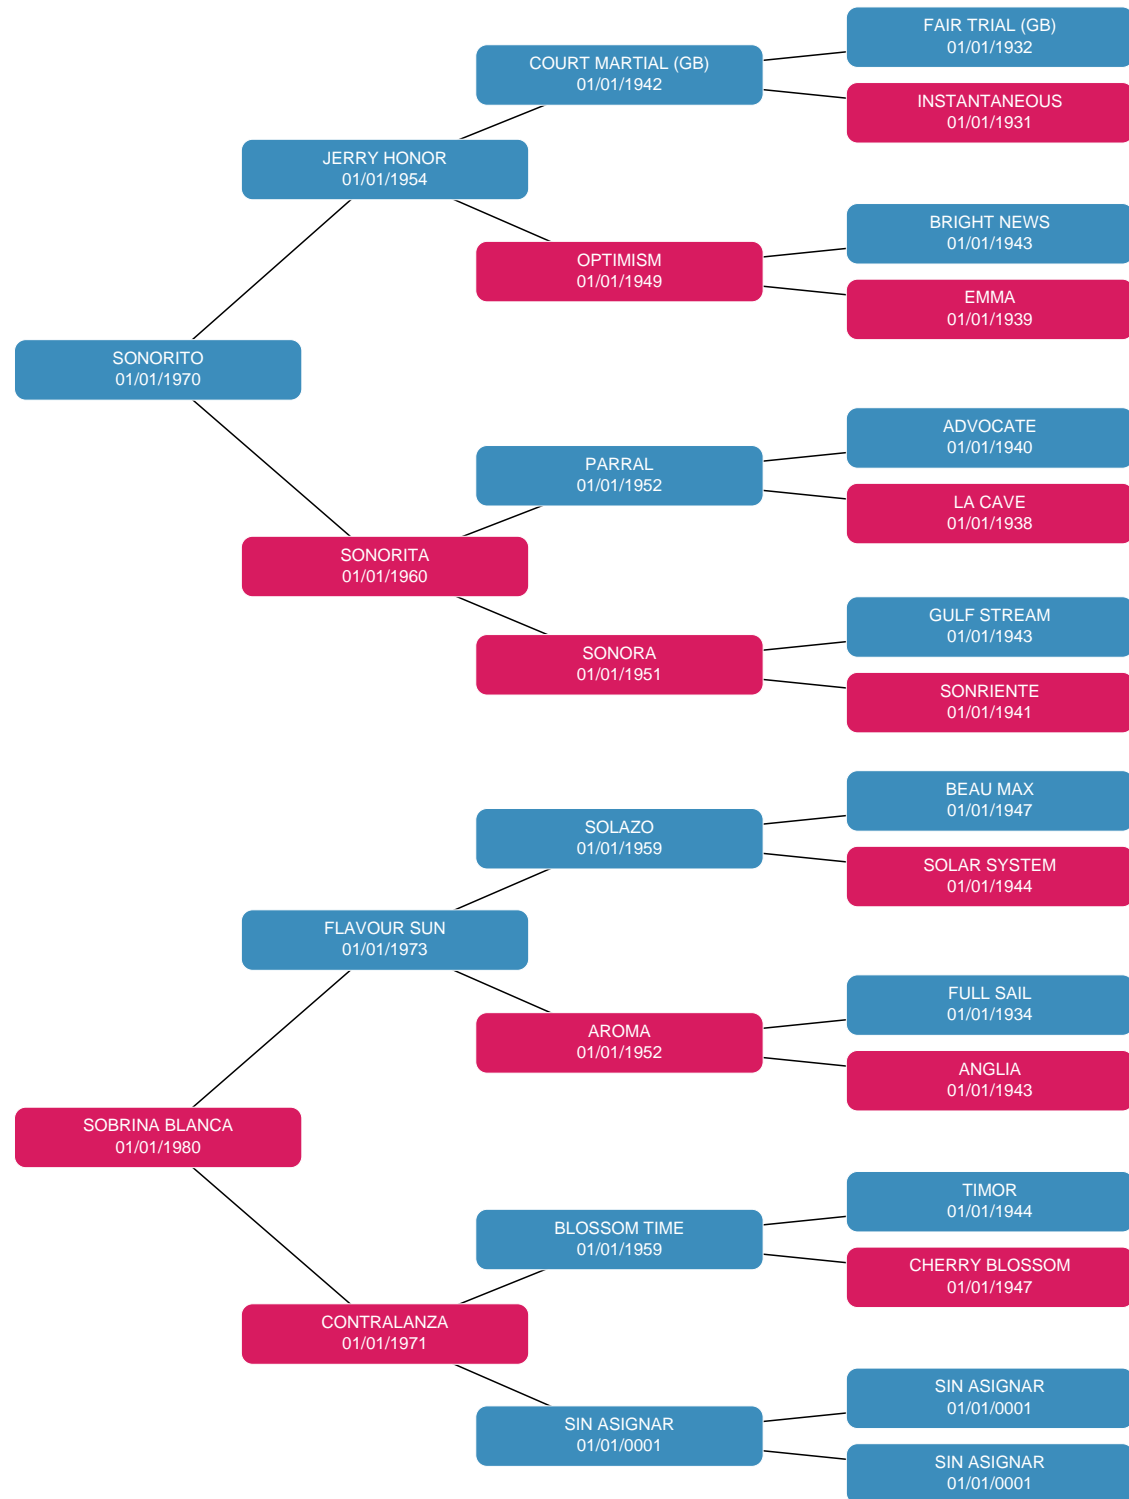 FAIR TRIAL (GB)
01/01/1932
COURT MARTIAL (GB)
01/01/1942
INSTANTANEOUS
01/01/1931
JERRY HONOR
01/01/1954
BRIGHT NEWS
01/01/1943
OPTIMISM
01/01/1949
EMMA
01/01/1939
SONORITO
01/01/1970
ADVOCATE
01/01/1940
PARRAL
01/01/1952
LA CAVE
01/01/1938
SONORITA
01/01/1960
GULF STREAM
01/01/1943
SONORA
01/01/1951
SONRIENTE
01/01/1941
BEAU MAX
01/01/1947
SOLAZO
01/01/1959
SOLAR SYSTEM
01/01/1944
FLAVOUR SUN
01/01/1973
FULL SAIL
01/01/1934
AROMA
01/01/1952
ANGLIA
01/01/1943
SOBRINA BLANCA
01/01/1980
TIMOR
01/01/1944
BLOSSOM TIME
01/01/1959
CHERRY BLOSSOM
01/01/1947
CONTRALANZA
01/01/1971
SIN ASIGNAR
01/01/0001
SIN ASIGNAR
01/01/0001
SIN ASIGNAR
01/01/0001